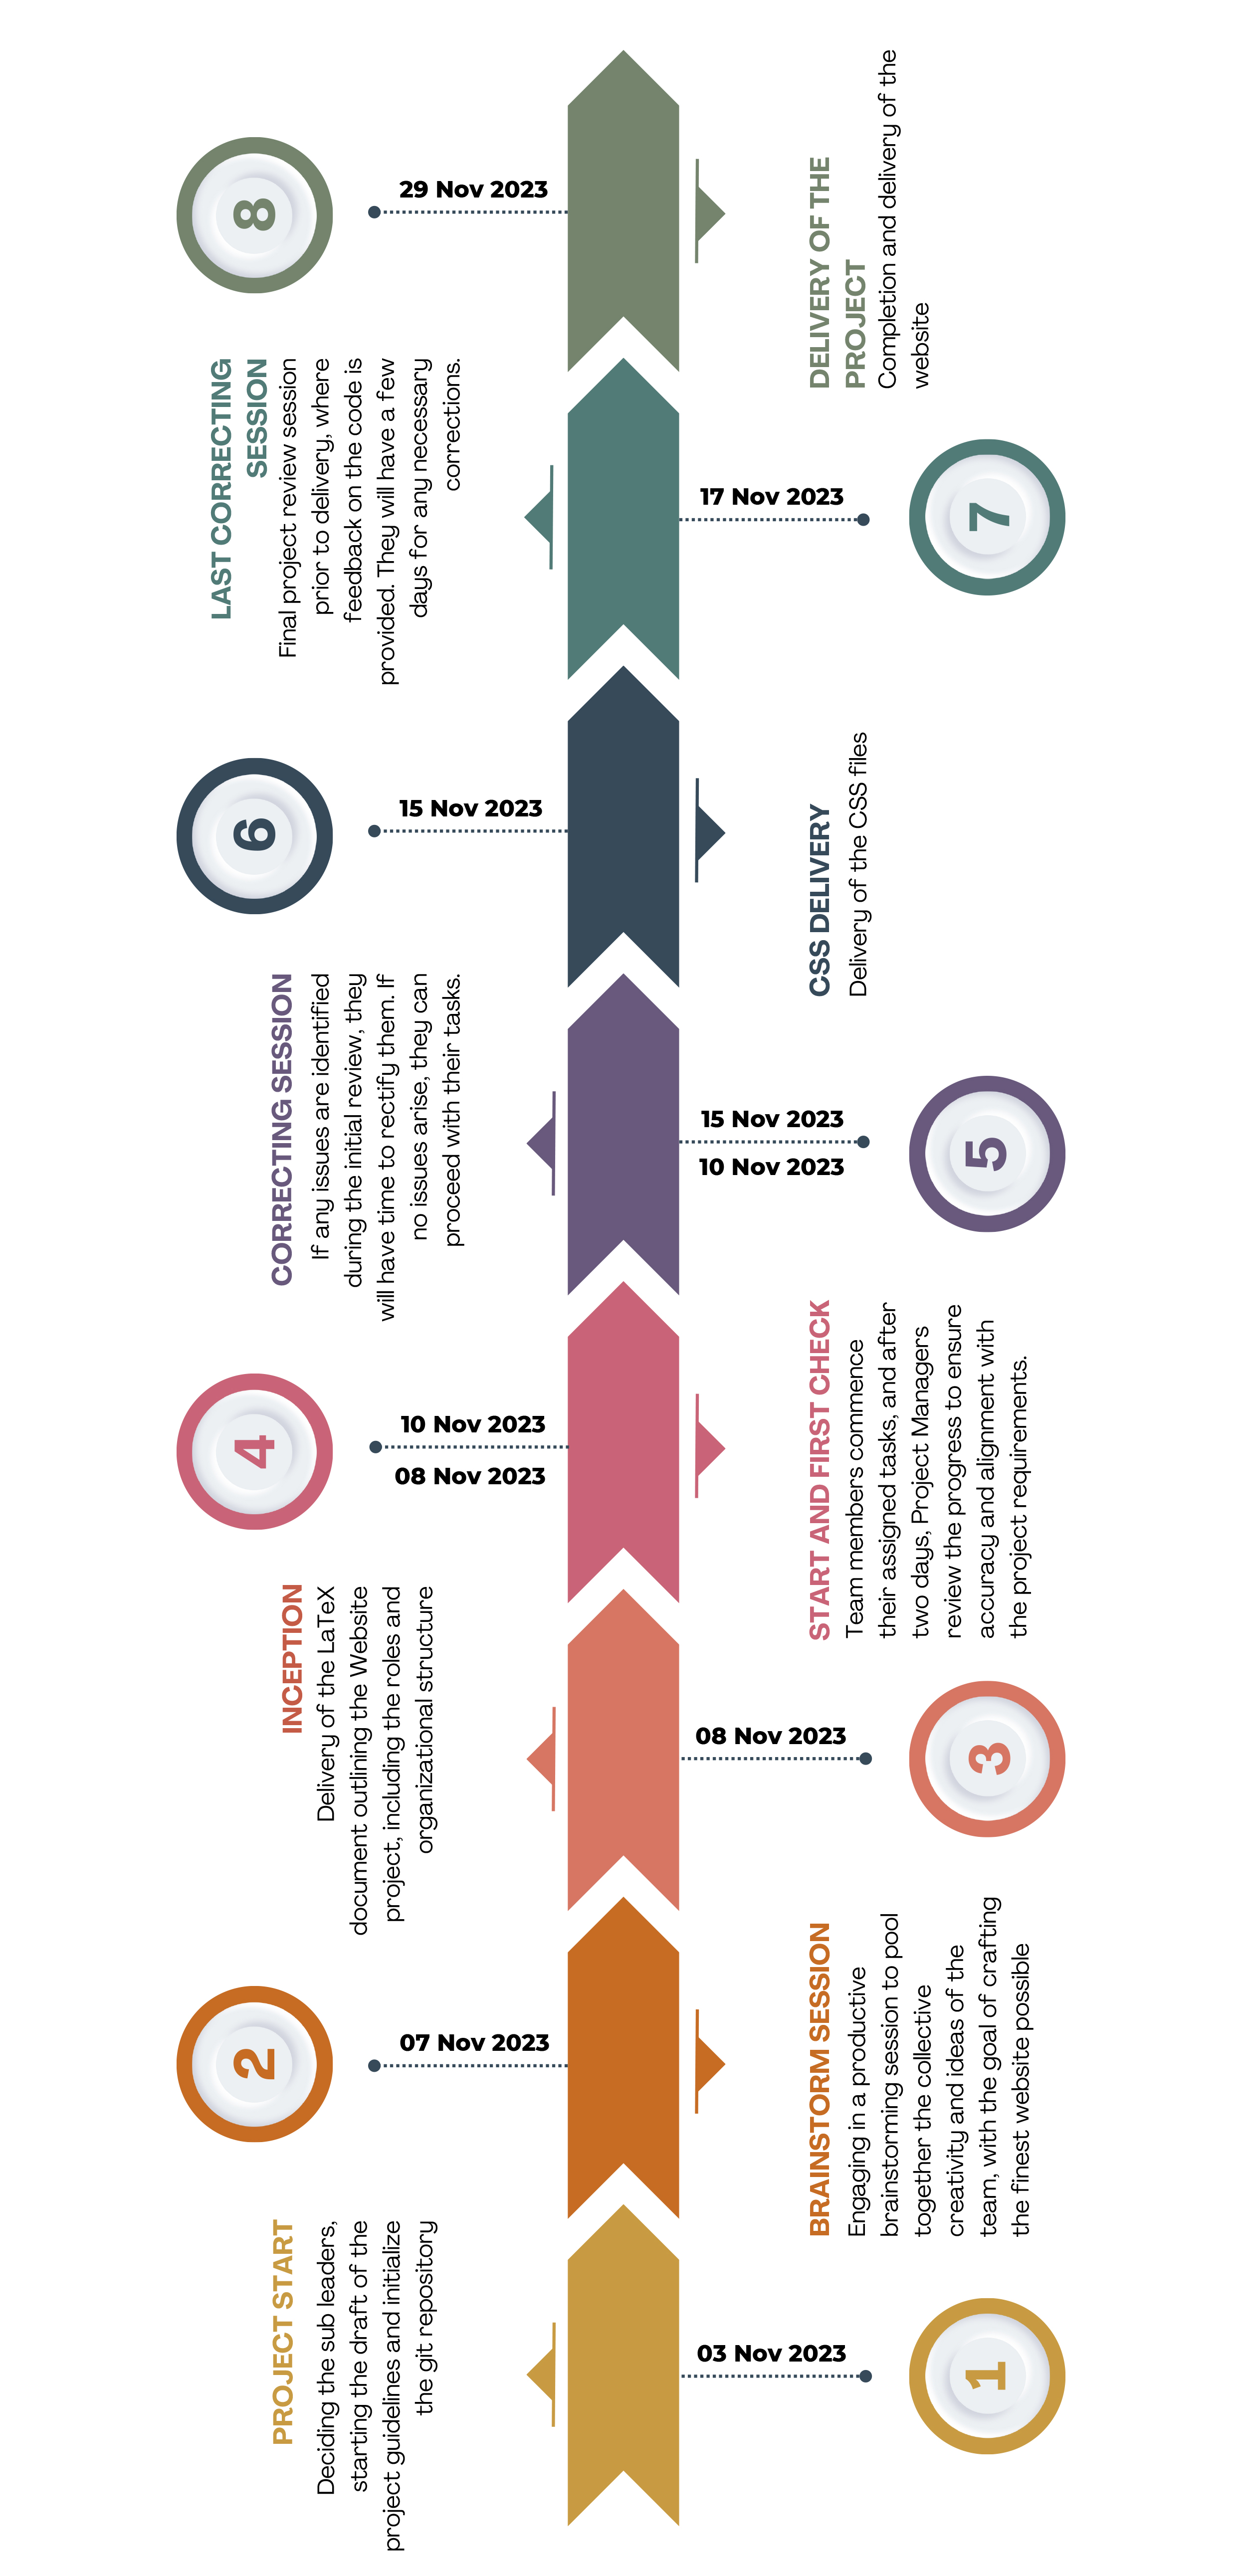 1
03 Nov 2023
PROJECT START
Deciding the sub leaders,
starting the draft of the
project guidelines and initialize
the git repository
2
07 Nov 2023
BRAINSTORM SESSION
Engaging in a productive
brainstorming session to pool
together the collective
creativity and ideas of the
team, with the goal of crafting
the finest website possible
3
08 Nov 2023
INCEPTION
Delivery of the LaTeX
document outlining the Website
project, including the roles and
organizational structure
4
10 Nov 2023
08 Nov 2023
START AND FIRST CHECK
Team members commence
their assigned tasks, and after
two days, Project Managers
review the progress to ensure
accuracy and alignment with
the project requirements.
5
15 Nov 2023
10 Nov 2023
CORRECTING SESSION
If any issues are identified
during the initial review, they
will have time to rectify them. If
no issues arise, they can
proceed with their tasks.
6
15 Nov 2023
CSS DELIVERY
Delivery of the CSS files
7
17 Nov 2023
LAST CORRECTING
SESSION
Final project review session
prior to delivery, where
feedback on the code is
provided. They will have a few
days for any necessary
corrections.
8
29 Nov 2023
DELIVERY OF THE
PROJECT
Completion and delivery of the
website